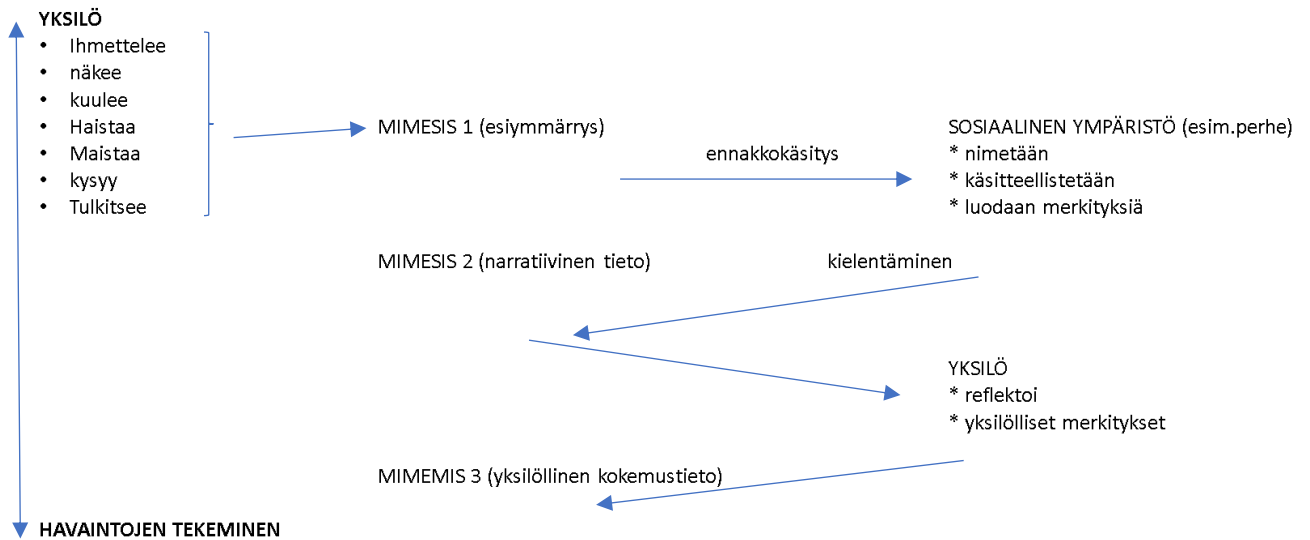 YKSILÖ
• Ihmettelee
• näkee
• kuulee
• Haistaa
• Maistaa
• kysyy
• Tulkitsee
MIMESIS 1 (esiymmärrys)
ennakkokäsitys
SOSIAALINEN YMPÄRISTÖ (esim.perhe)
* nimetään
* käsitteellistetään
* luodaan merkityksiä
MIMESIS 2 (narratiivinen tieto)
kielentäminen
YKSILÖ
* reflektoi
* yksilölliset merkitykset
MIMEMIS 3 (yksilöllinen kokemustieto)
HAVAINTOJEN TEKEMINEN